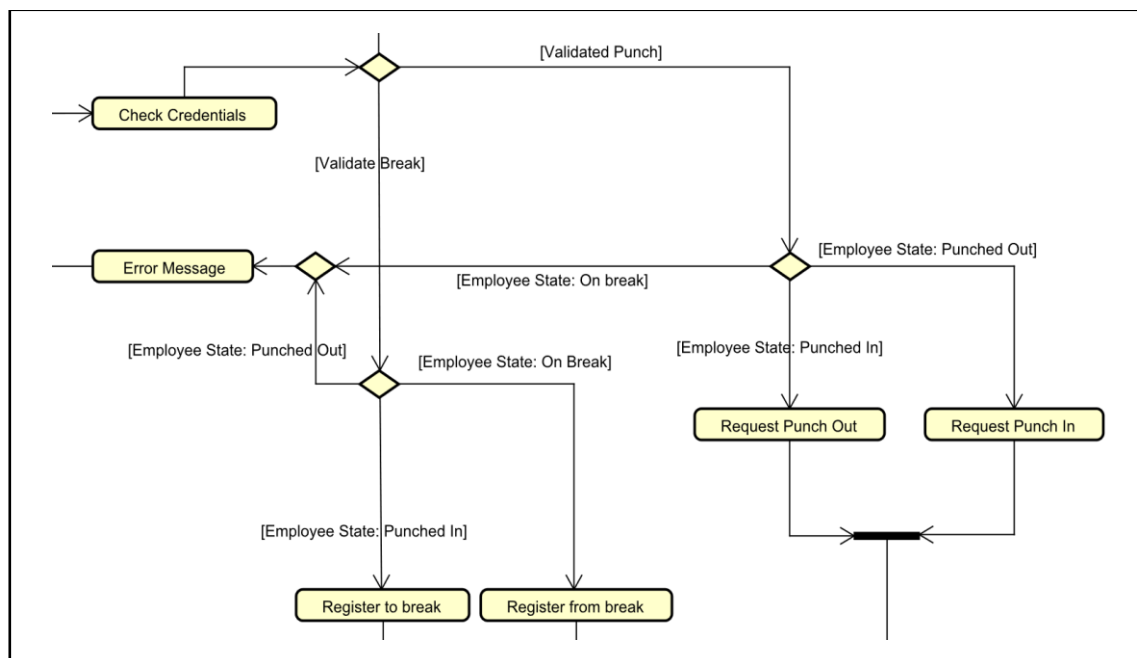 [Validated Punch]
Check Credentials
[Validate Break]
[Employee State: Punched Out]
Error Message
[Employee State: On break]
[Employee State: Punched In]
[Employee State: Punched Out]
[Employee State: On Break]
Request Punch Out
Request Punch In
[Employee State: Punched In]
Register to break
Register from break